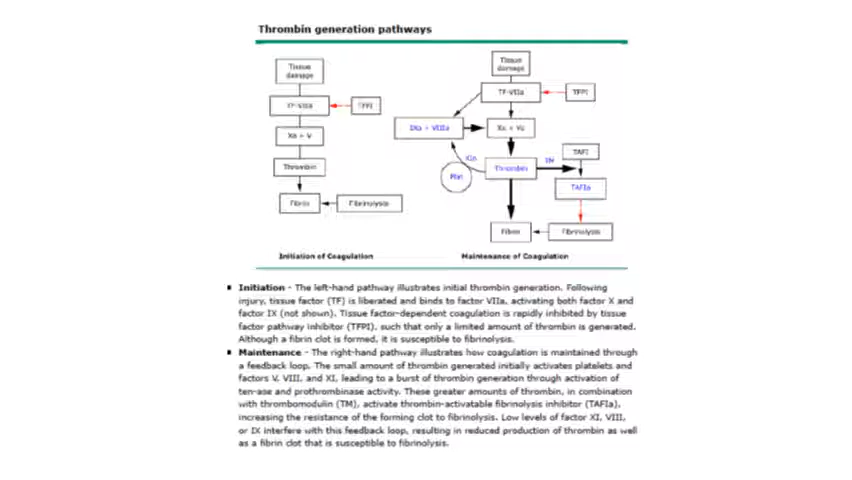 Thrombin generation pathways
Tissue
damage
TF-VIIa
TFPI
Xa + V
Thrombin
Fibrin
Fibrinolysis
Initiation of Coagulation
Tissue
damage
TF-VIIa
TFPI
IXa + VIIIa
Xa + Va
XIa
Plat
Thrombin
TM
TAFI
TAFIa
Fibrin
Fibrinolysis
Maintenance of Coagulation
▪ Initiation - The left-hand pathway illustrates initial thrombin generation. Following
injury, tissue factor (TF) is liberated and binds to factor VIIa, activating both factor X and
factor IX (not shown). Tissue factor-dependent coagulation is rapidly inhibited by tissue
factor pathway inhibitor (TFPI), such that only a limited amount of thrombin is generated.
Although a fibrin clot is formed, it is susceptible to fibrinolysis.
▪ Maintenance - The right-hand pathway illustrates how coagulation is maintained through
a feedback loop. The small amount of thrombin generated initially activates platelets and
factors V, VIII, and XI, leading to a burst of thrombin generation through activation of
ten-ase and prothrombinase activity. These greater amounts of thrombin, in combination
with thrombomodulin (TM), activate thrombin-activatable fibrinolysis inhibitor (TAFIa),
increasing the resistance of the forming clot to fibrinolysis. Low levels of factor XI, VIII,
or IX interfere with this feedback loop, resulting in reduced production of thrombin as well
as a fibrin clot that is susceptible to fibrinolysis.